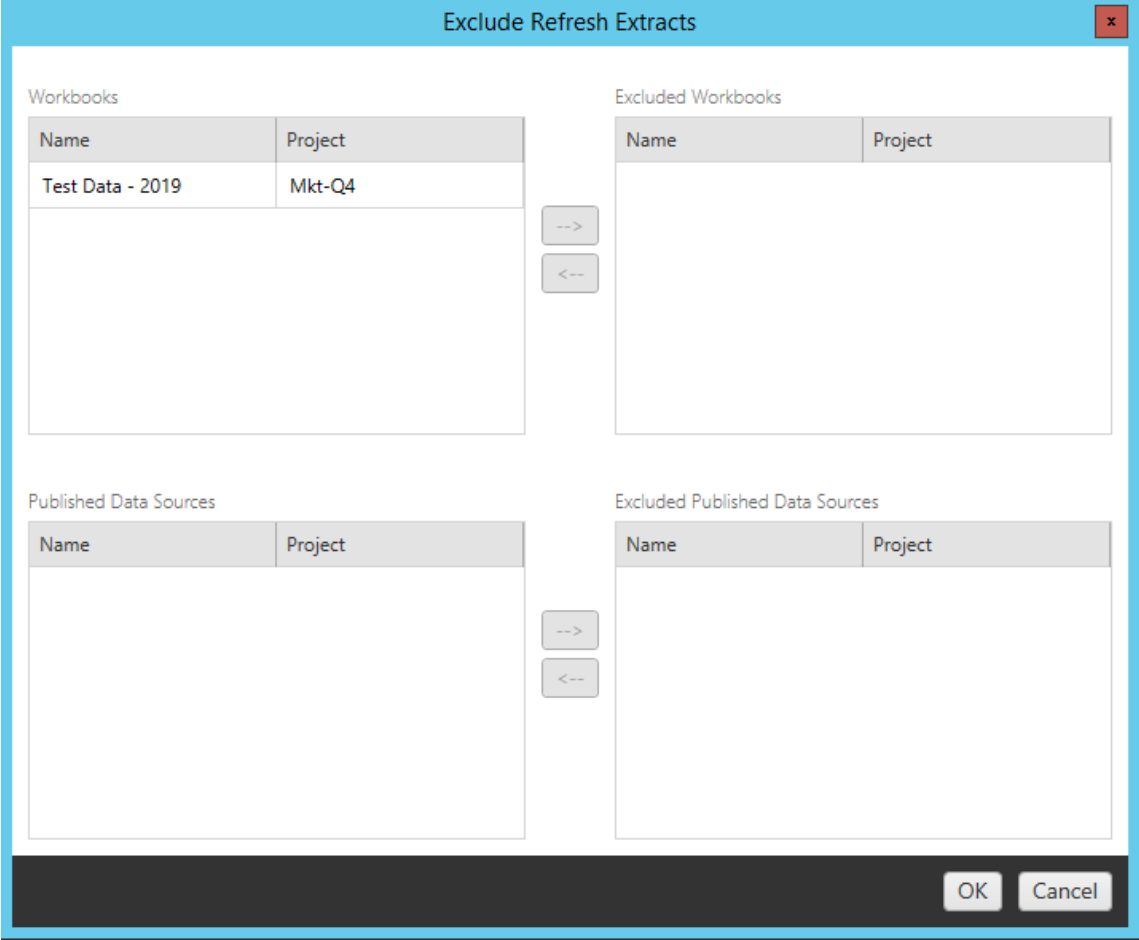 Exclude Refresh Extracts
x
Workbooks
Name Project
Test Data - 2019 Mkt-Q4
-->
<--
Excluded Workbooks
Name Project
Published Data Sources
Name Project
-->
<--
Excluded Published Data Sources
Name Project
OK Cancel